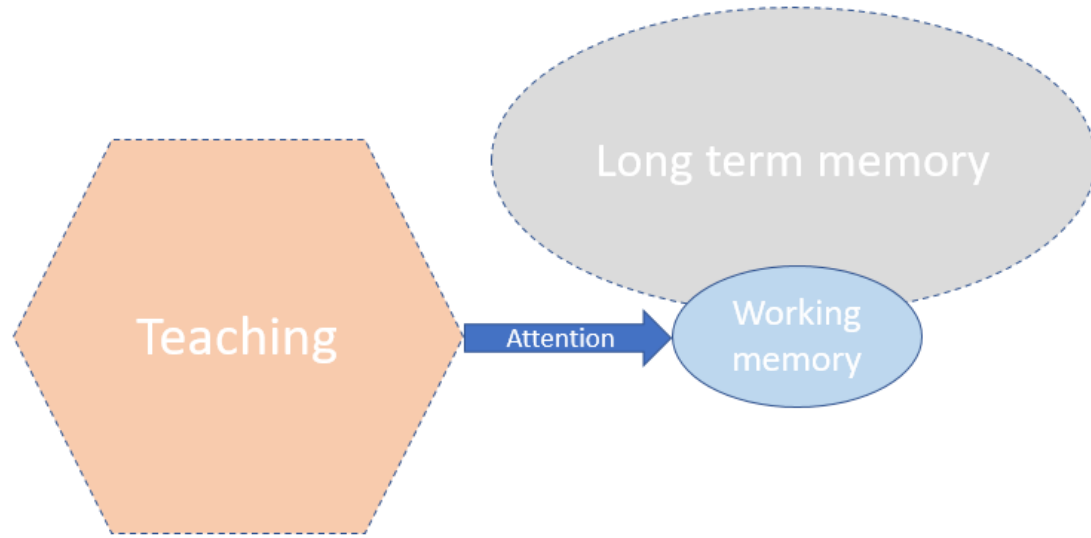 Long term memory
Teaching
Attention
Working
memory